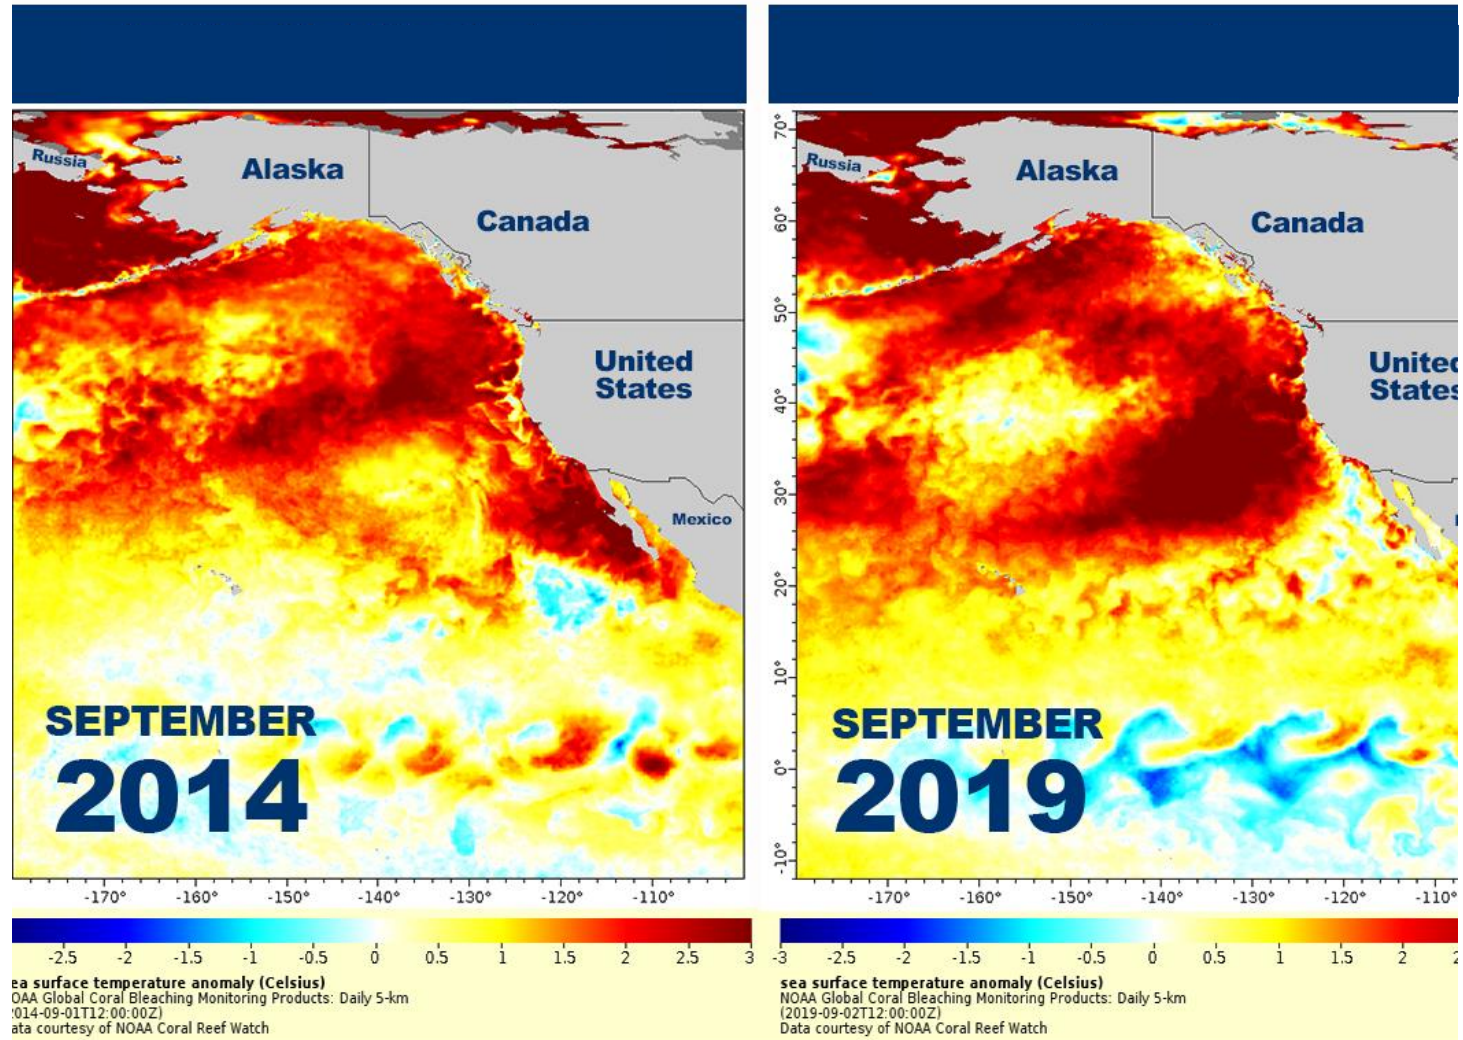 Russia
Alaska
Canada
United
States
Mexico
SEPTEMBER
2014
-170° -160° -150° -140° -130° -120° -110°
-2.5 -2 -1.5 -1 -0.5 0 0.5 1 1.5 2 2.5 3
ea surface temperature anomaly (Celsius)
OAA Global Coral Bleaching Monitoring Products: Daily 5-km
2014-09-01T12:00:00Z)
ata courtesy of NOAA Coral Reef Watch
70°
60°
50°
40°
30°
20°
10°
0°
-10°
Russia
Alaska
Canada
United
States
SEPTEMBER
2019
-170° -160° -150° -140° -130° -120° -110°
-3 -2.5 -2 -1.5 -1 -0.5 0 0.5 1 1.5 2 2
sea surface temperature anomaly (Celsius)
NOAA Global Coral Bleaching Monitoring Products: Daily 5-km
(2019-09-02T12:00:00Z)
Data courtesy of NOAA Coral Reef Watch